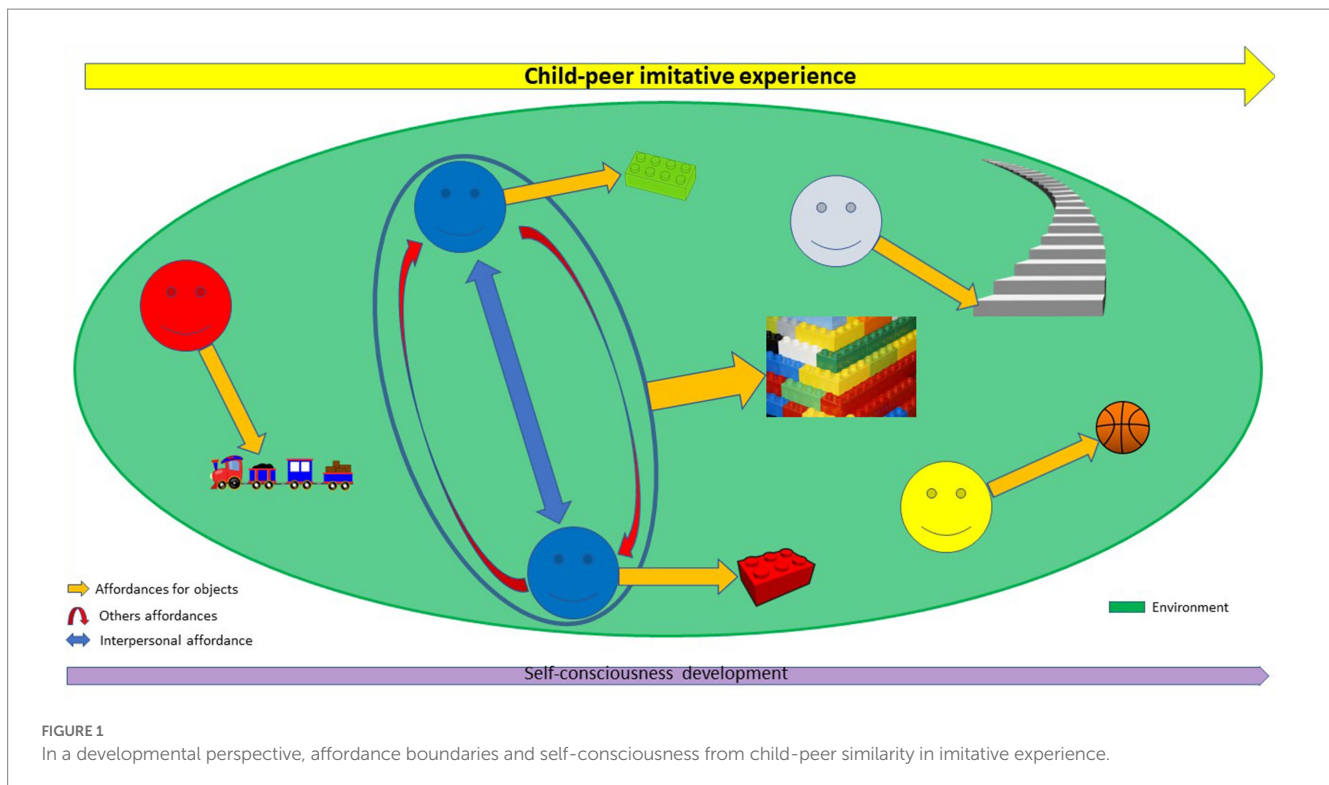 Child-peer imitative experience
Affordances for objects
Others affordances
Interpersonal affordance
Environment
Self-consciousness development
FIGURE 1
In a developmental perspective, affordance boundaries and self-consciousness from child-peer similarity in imitative experience.